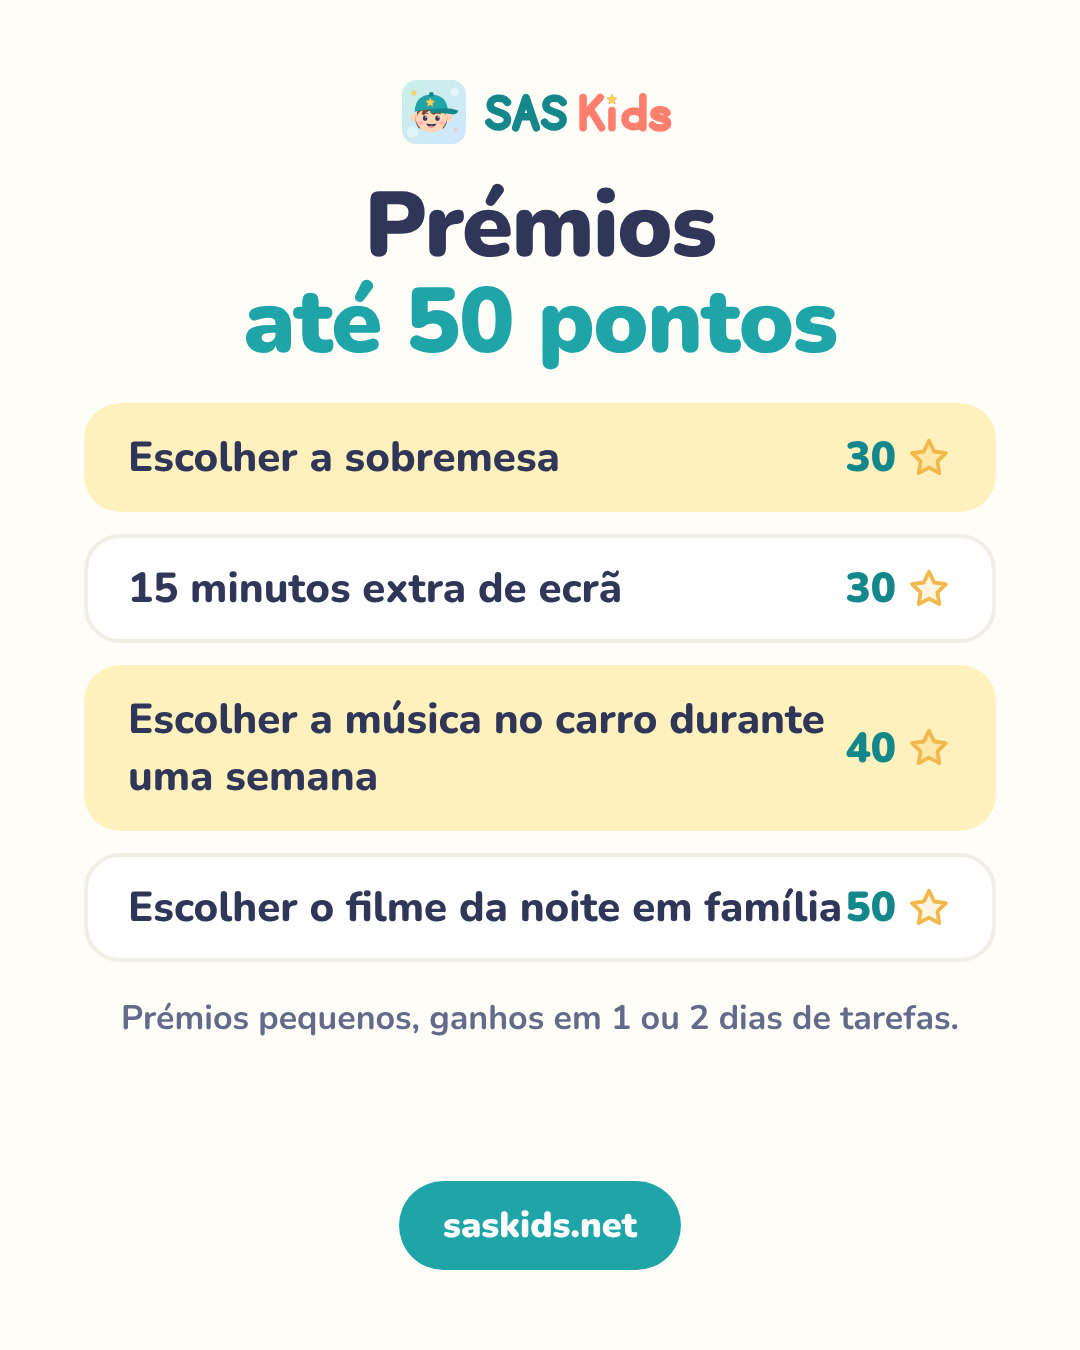 SAS Kids
Prémios
até 50 pontos
Escolher a sobremesa 30
15 minutos extra de ecrã 30
Escolher a música no carro durante
uma semana 40
Escolher o filme da noite em família 50
Prémios pequenos, ganhos em 1 ou 2 dias de tarefas.
saskids.net